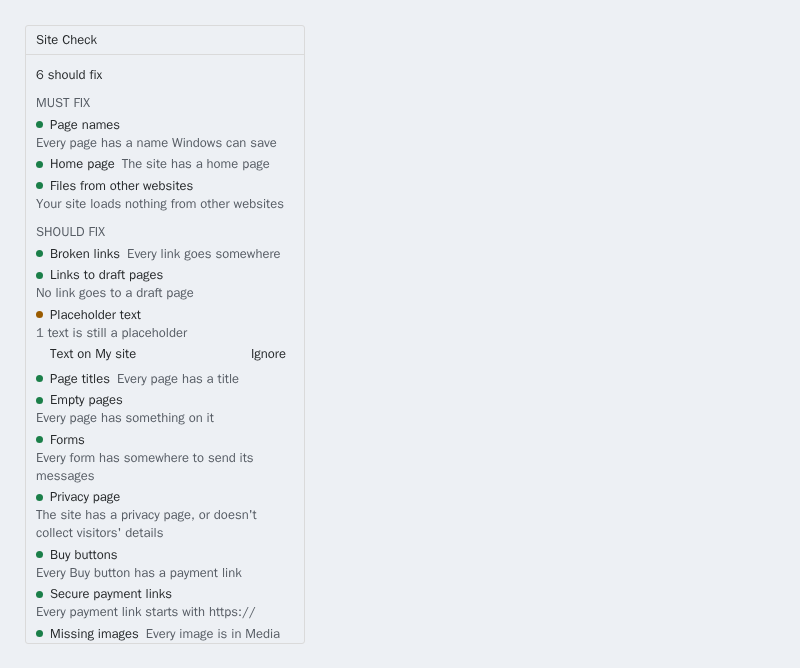 Site Check
6 should fix
MUST FIX
Page names
Every page has a name Windows can save
Home page The site has a home page
Files from other websites
Your site loads nothing from other websites
SHOULD FIX
Broken links Every link goes somewhere
Links to draft pages
No link goes to a draft page
Placeholder text
1 text is still a placeholder
Text on My site Ignore
Page titles Every page has a title
Empty pages
Every page has something on it
Forms
Every form has somewhere to send its
messages
Privacy page
The site has a privacy page, or doesn't
collect visitors' details
Buy buttons
Every Buy button has a payment link
Secure payment links
Every payment link starts with https://
Missing images Every image is in Media